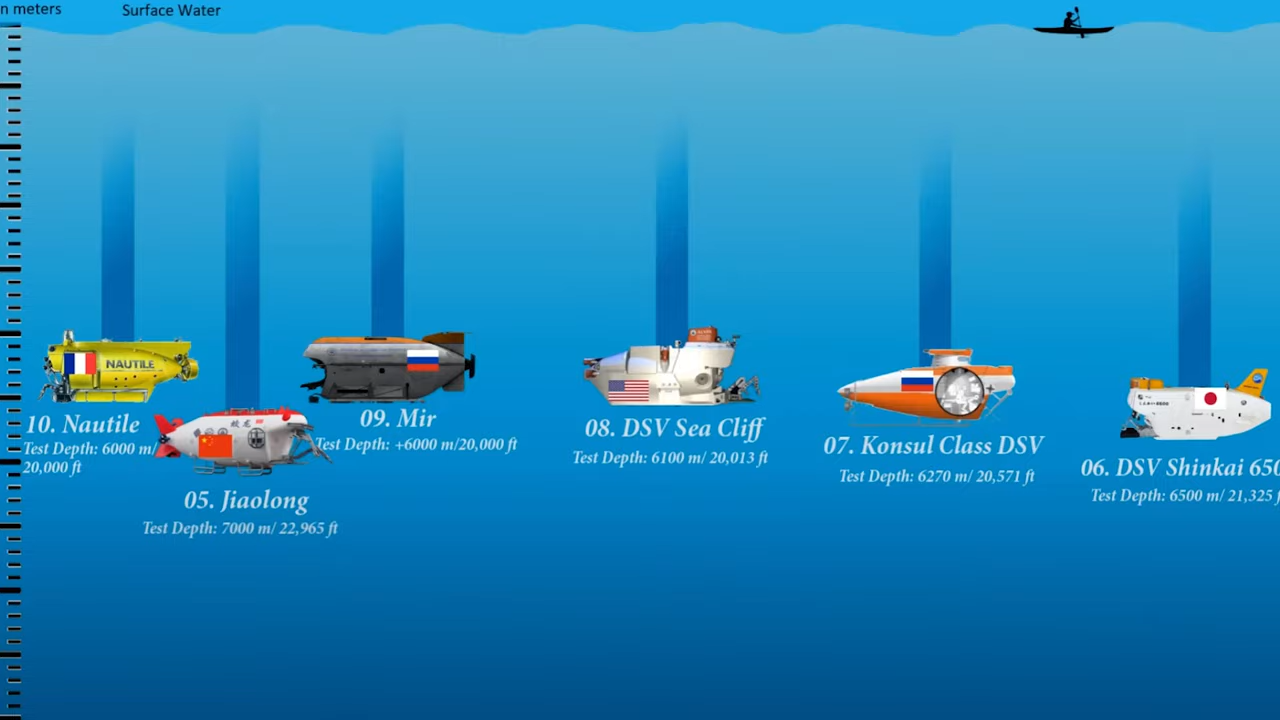 n meters
Surface Water
NAUTILE
10. Nautile
Test Depth: 6000 m/
20,000 ft
09. Mir
Test Depth: +6000 m/20,000 ft
08. DSV Sea Cliff
Test Depth: 6100 m/ 20,013 ft
07. Konsul Class DSV
Test Depth: 6270 m/ 20,571 ft
06. DSV Shinkai 650
Test Depth: 6500 m/ 21,325 f
蛟龙
05. Jiaolong
Test Depth: 7000 m/ 22,965 ft